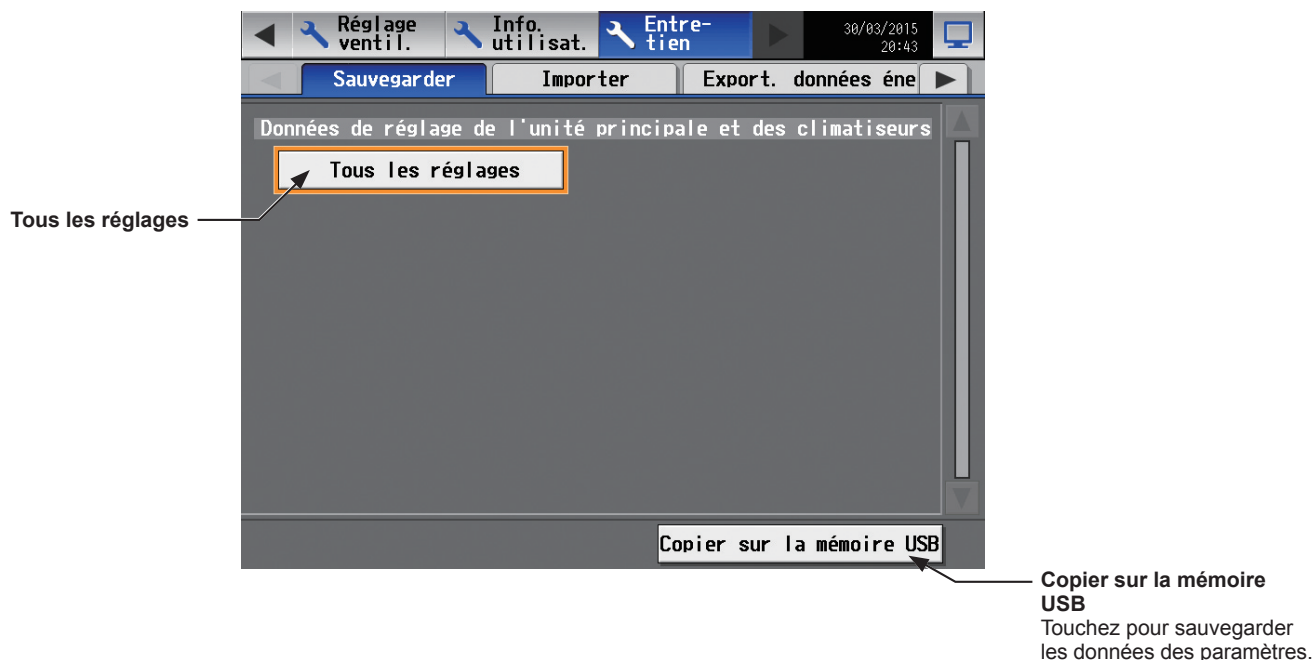 Réglage ventil.
Info. utilisat.
Entre- tien
30/03/2015
20:43
Sauvegarder
Importer
Export. données éne
Données de réglage de l'unité principale et des climatiseurs
Tous les réglages
Tous les réglages
Copier sur la mémoire USB
Copier sur la mémoire
USB
Touchez pour sauvegarder
les données des paramètres.